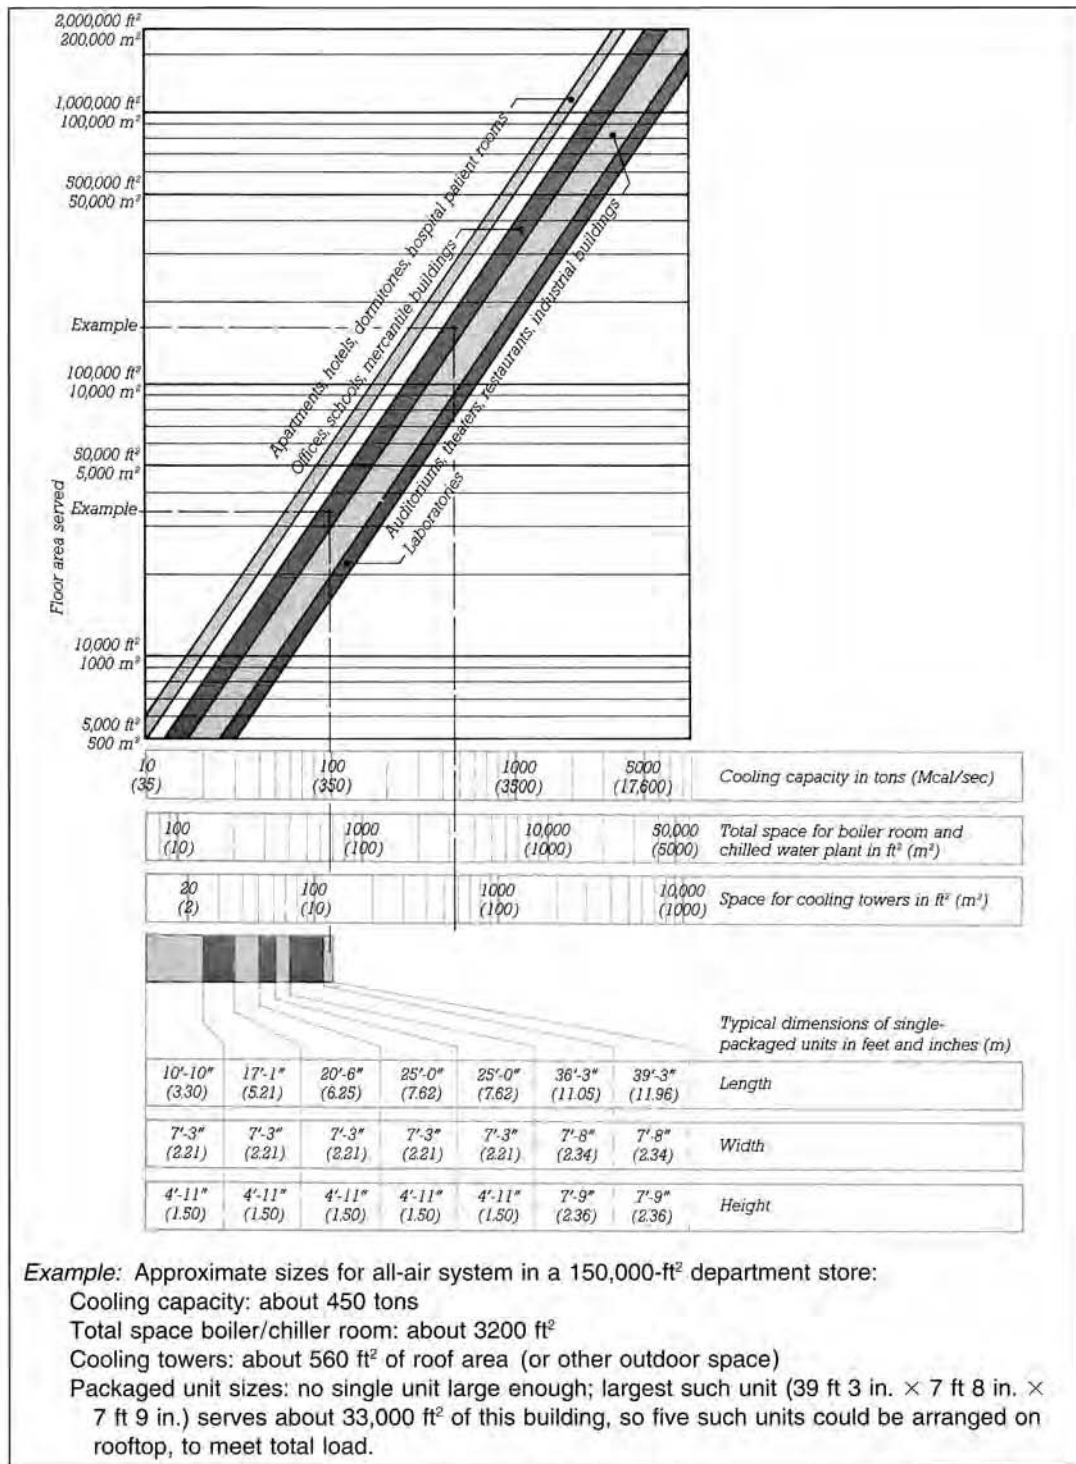 2,000,000 ft²
200,000 m²
1,000,000 ft²
100,000 m²
500,000 ft²
50,000 m²
Example
100,000 ft²
10,000 m²
50,000 ft²
5,000 m²
Example
10,000 ft²
1000 m²
5,000 ft²
500 m²
Floor area served
Apartments, hotels, dormitories, hospital patient rooms
Offices, schools, mercantile buildings
Auditoriums, theaters, restaurants, industrial buildings
Laboratories
10 100 1000 5000
(35) (350) (3500) (17,600)
Cooling capacity in tons (Mcal/sec)
100 1000 10,000 50,000
(10) (100) (1000) (5000)
Total space for boiler room and
chilled water plant in ft² (m²)
20 100 1000 10,000
(2) (10) (100) (1000)
Space for cooling towers in ft² (m²)
Typical dimensions of single-
packaged units in feet and inches (m)
10'-10" 17'-1" 20'-6" 25'-0" 25'-0" 36'-3" 39'-3"
(3.30) (5.21) (6.25) (7.62) (7.62) (11.05) (11.96)
Length
7'-3" 7'-3" 7'-3" 7'-3" 7'-3" 7'-8" 7'-8"
(2.21) (2.21) (2.21) (2.21) (2.21) (2.34) (2.34)
Width
4'-11" 4'-11" 4'-11" 4'-11" 4'-11" 7'-9" 7'-9"
(1.50) (1.50) (1.50) (1.50) (1.50) (2.36) (2.36)
Height
Example: Approximate sizes for all-air system in a 150,000-ft² department store:
Cooling capacity: about 450 tons
Total space boiler/chiller room: about 3200 ft²
Cooling towers: about 560 ft² of roof area (or other outdoor space)
Packaged unit sizes: no single unit large enough; largest such unit (39 ft 3 in. × 7 ft 8 in. ×
7 ft 9 in.) serves about 33,000 ft² of this building, so five such units could be arranged on
rooftop, to meet total load.